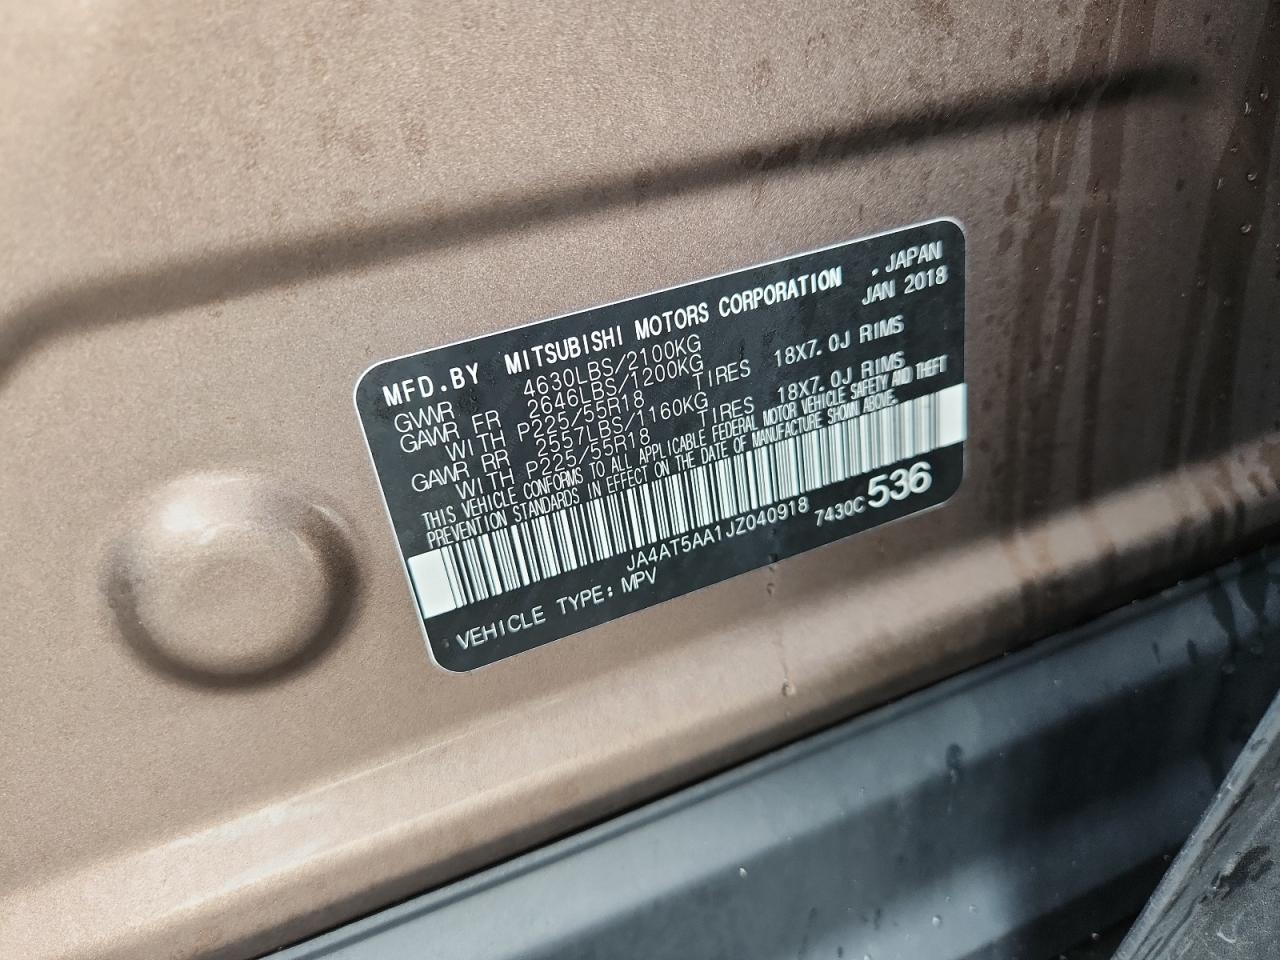 MFD.BY MITSUBISHI MOTORS CORPORATION . JAPAN
JAN 2018
GVWR 4630LBS/2100KG
GAWR FR 2646LBS/1200KG
WITH P225/55R18 TIRES 18X7.0J RIMS
GAWR RR 2557LBS/1160KG
WITH P225/55R18 TIRES 18X7.0J RIMS
THIS VEHICLE CONFORMS TO ALL APPLICABLE FEDERAL MOTOR VEHICLE SAFETY AND THEFT
PREVENTION STANDARDS IN EFFECT ON THE DATE OF MANUFACTURE SHOWN ABOVE.
JA4AT5AA1JZ040918 7430C 536
VEHICLE TYPE: MPV